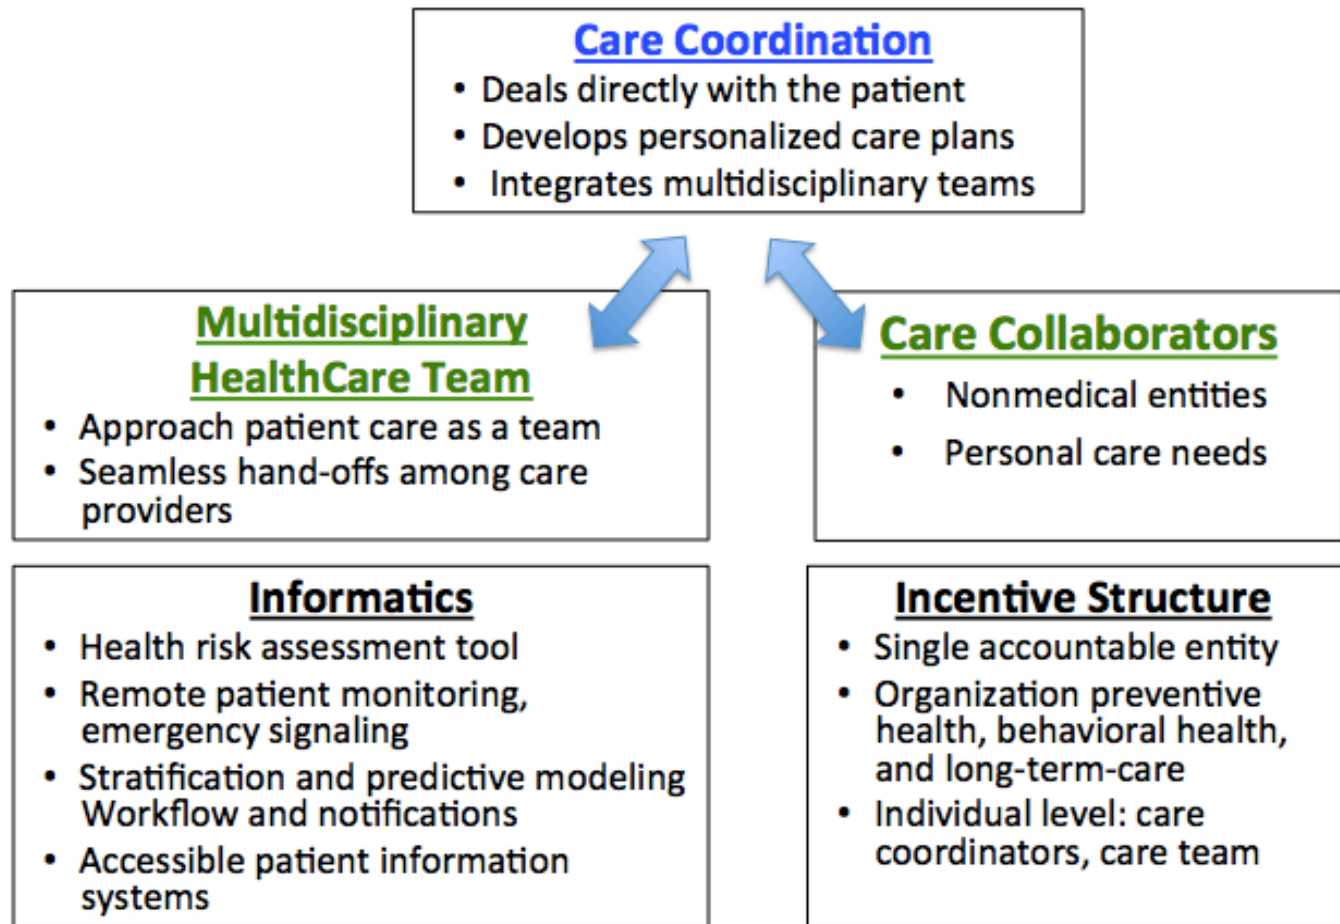 Care Coordination
• Deals directly with the patient
• Develops personalized care plans
• Integrates multidisciplinary teams
Multidisciplinary
HealthCare Team
• Approach patient care as a team
• Seamless hand-offs among care
providers
Care Collaborators
• Nonmedical entities
• Personal care needs
Informatics
• Health risk assessment tool
• Remote patient monitoring,
emergency signaling
• Stratification and predictive modeling
Workflow and notifications
• Accessible patient information
systems
Incentive Structure
• Single accountable entity
• Organization preventive
health, behavioral health,
and long-term-care
• Individual level: care
coordinators, care team